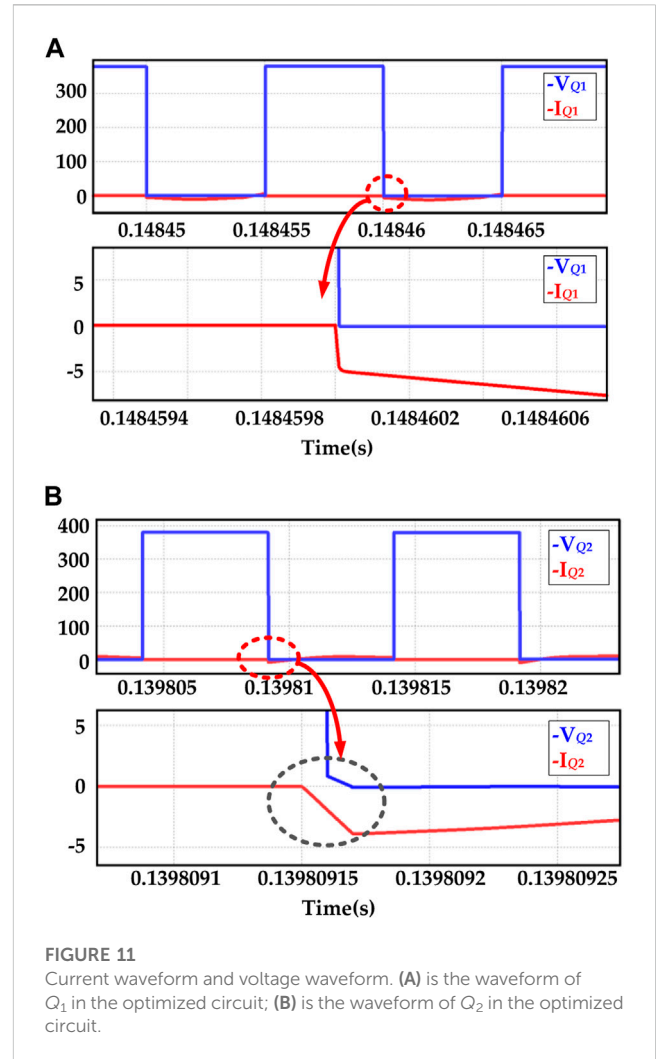 A
300
200
100
0
-VQ1
-IQ1
0.14845 0.148455 0.14846 0.148465
5
0
-5
-VQ1
-IQ1
0.1484594 0.1484599 0.1484602 0.1484606
Time(s)
B
400
300
200
100
0
-VQ2
-IQ2
0.139805 0.13981 0.139815 0.13982
5
0
-5
-VQ2
-IQ2
0.1398091 0.13980915 0.1398092 0.13980925
Time(s)
FIGURE 11
Current waveform and voltage waveform. (A) is the waveform of
Q1 in the optimized circuit; (B) is the waveform of Q2 in the optimized
circuit.